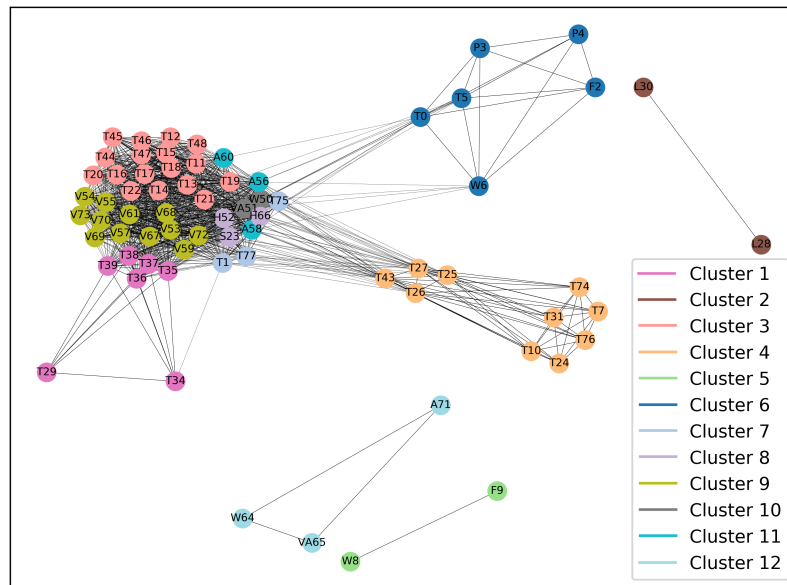 P4
P3
F2
L30
T5
T0
T45
T46
T12
T48
T47
T15
T44
A60
T18
T11
T20
T16
T17
T19
A56
T13
T22
T14
W6
V54
V55
T21
W50
T75
VA51
V73
V70
V61
V68
H52
H66
V69
V57
V67
V53
V72
S23
A58
L28
V59
T38
T39
T37
T35
T36
T1
T77
T27
T25
T43
T26
T74
T7
T31
T76
T10
T24
T29
T34
A71
F9
W64
VA65
W8
Cluster 1
Cluster 2
Cluster 3
Cluster 4
Cluster 5
Cluster 6
Cluster 7
Cluster 8
Cluster 9
Cluster 10
Cluster 11
Cluster 12